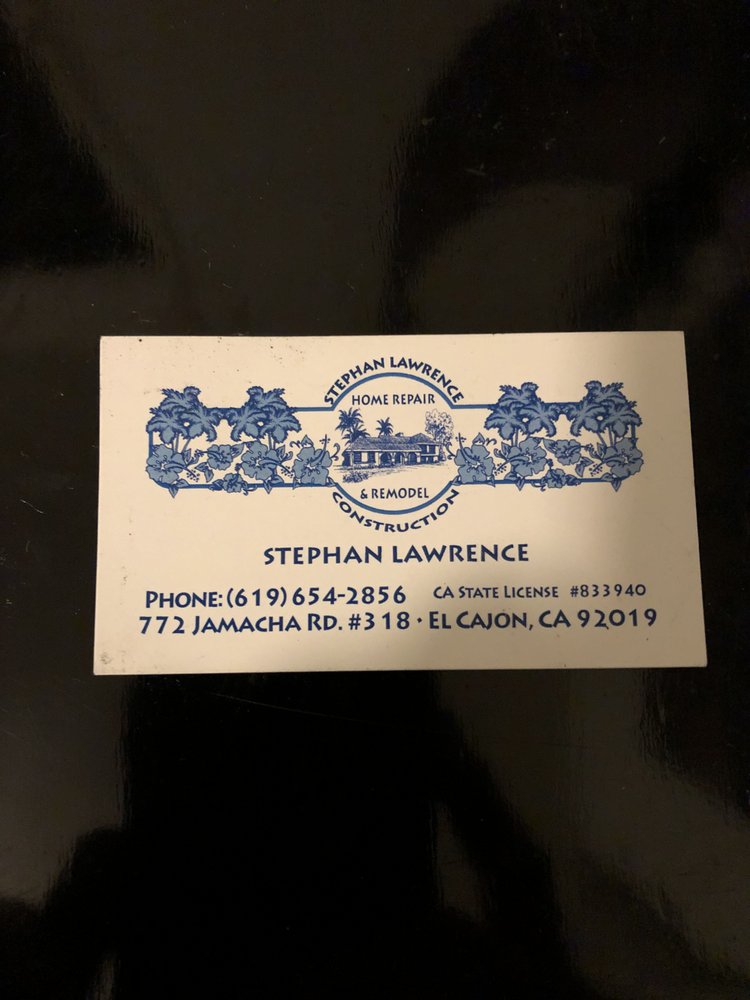 STEPHAN LAWRENCE
HOME REPAIR
& REMODEL
CONSTRUCTION
STEPHAN LAWRENCE
PHONE: (619) 654-2856 CA STATE LICENSE #833940
772 JAMACHA RD. #318 · EL CAJON, CA 92019